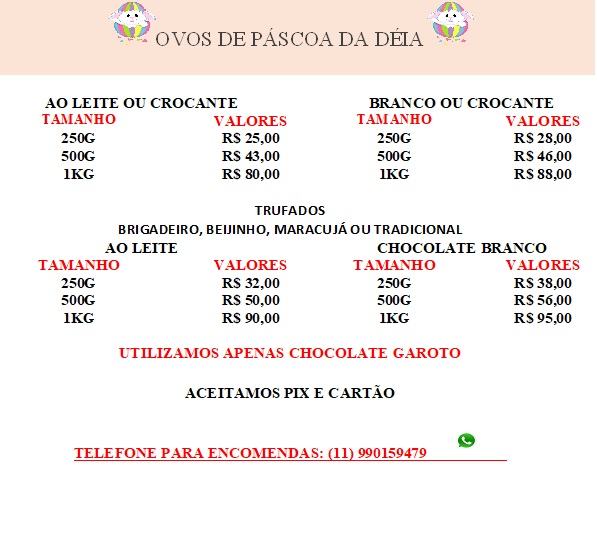 OVOS DE PÁSCOA DA DÉIA
AO LEITE OU CROCANTE BRANCO OU CROCANTE
TAMANHO VALORES TAMANHO VALORES
250G R$ 25,00 250G R$ 28,00
500G R$ 43,00 500G R$ 46,00
1KG R$ 80,00 1KG R$ 88,00
TRUFADOS
BRIGADEIRO, BEIJINHO, MARACUJÁ OU TRADICIONAL
AO LEITE CHOCOLATE BRANCO
TAMANHO VALORES TAMANHO VALORES
250G R$ 32,00 250G R$ 38,00
500G R$ 50,00 500G R$ 56,00
1KG R$ 90,00 1KG R$ 95,00
UTILIZAMOS APENAS CHOCOLATE GAROTO
ACEITAMOS PIX E CARTÃO
TELEFONE PARA ENCOMENDAS: (11) 990159479